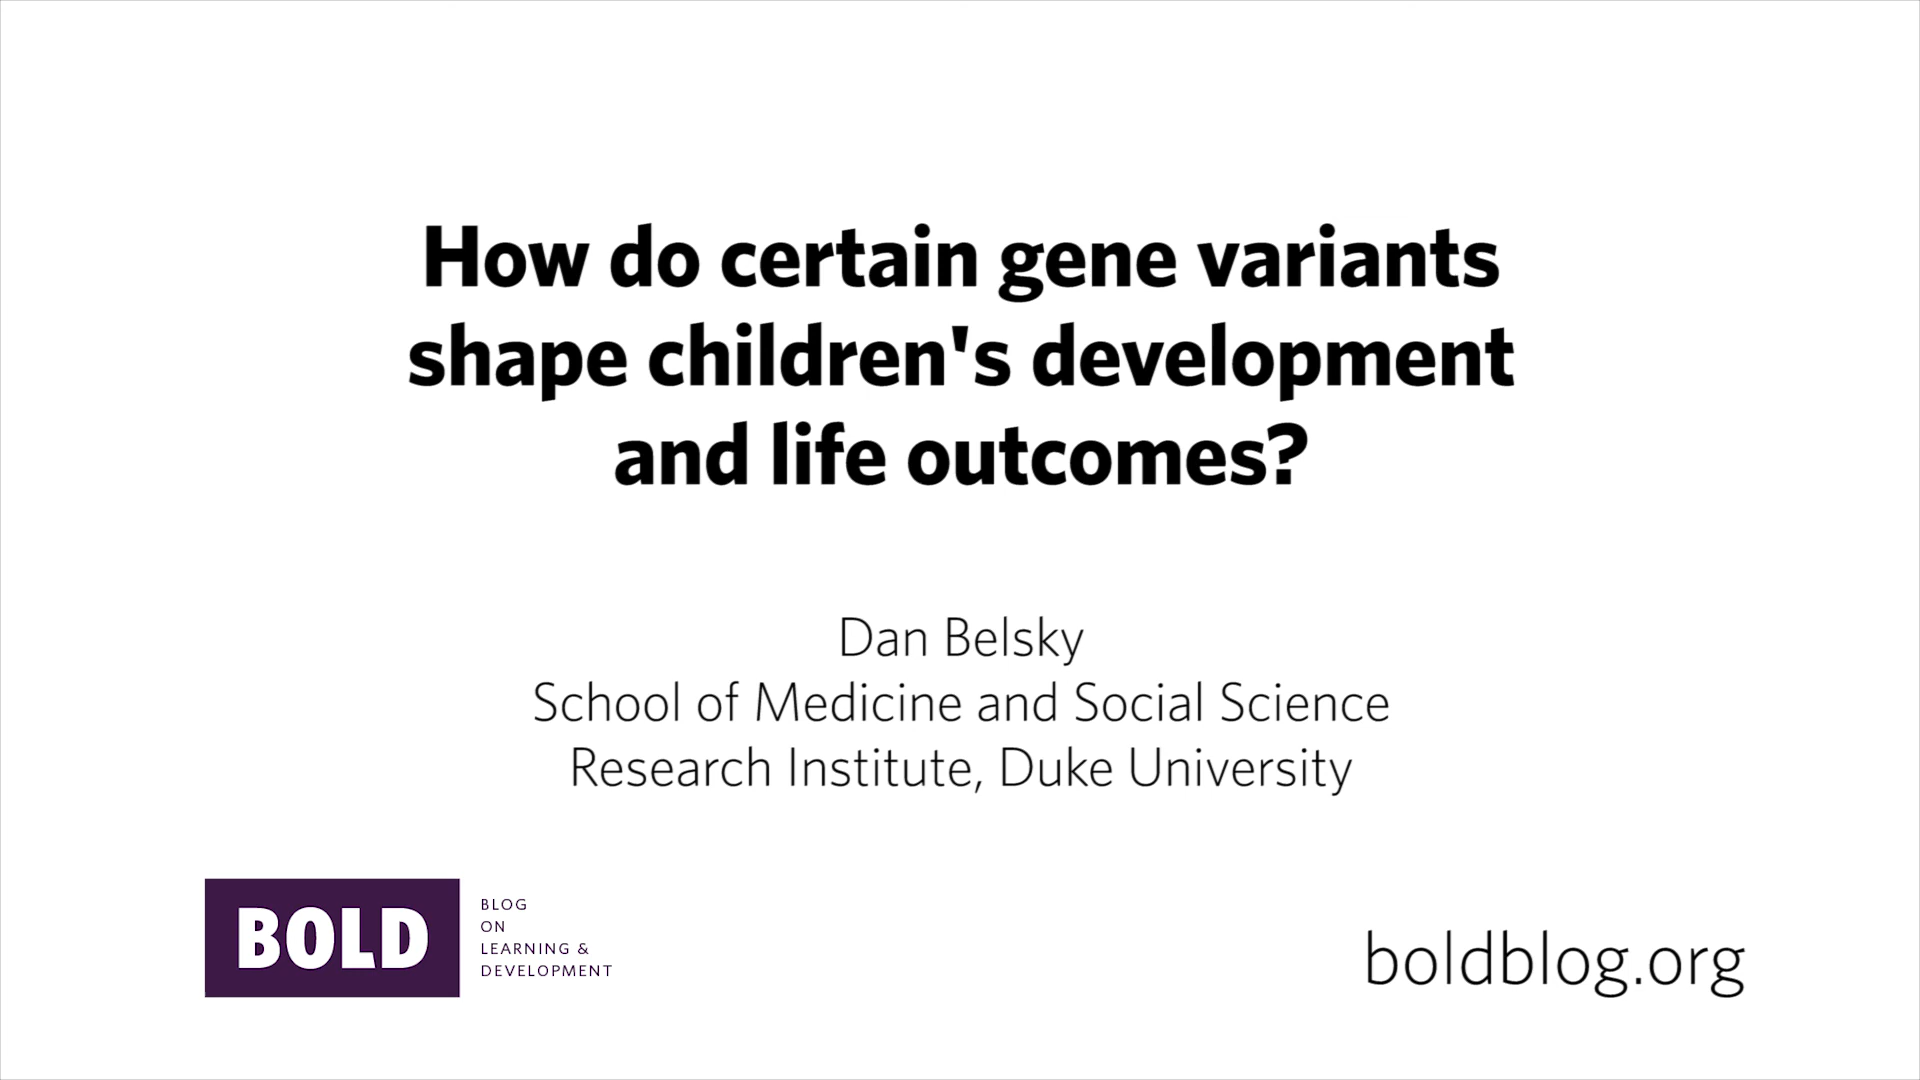 How do certain gene variants
shape children's development
and life outcomes?
Dan Belsky
School of Medicine and Social Science
Research Institute, Duke University
BOLD
BLOG
ON
LEARNING &
DEVELOPMENT
boldblog.org